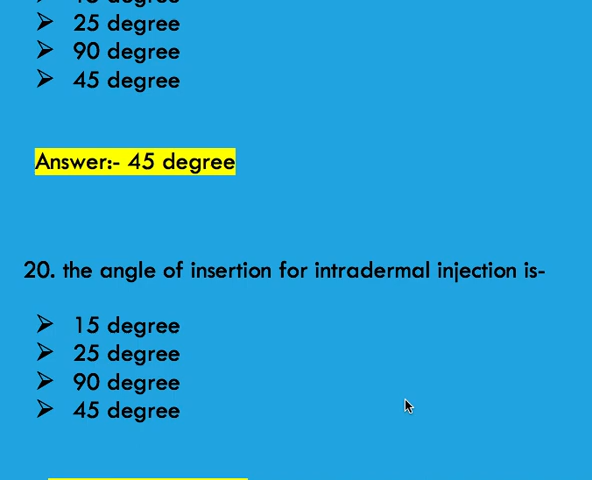 ➢ 25 degree
➢ 90 degree
➢ 45 degree
Answer:- 45 degree
20. the angle of insertion for intradermal injection is-
➢ 15 degree
➢ 25 degree
➢ 90 degree
➢ 45 degree